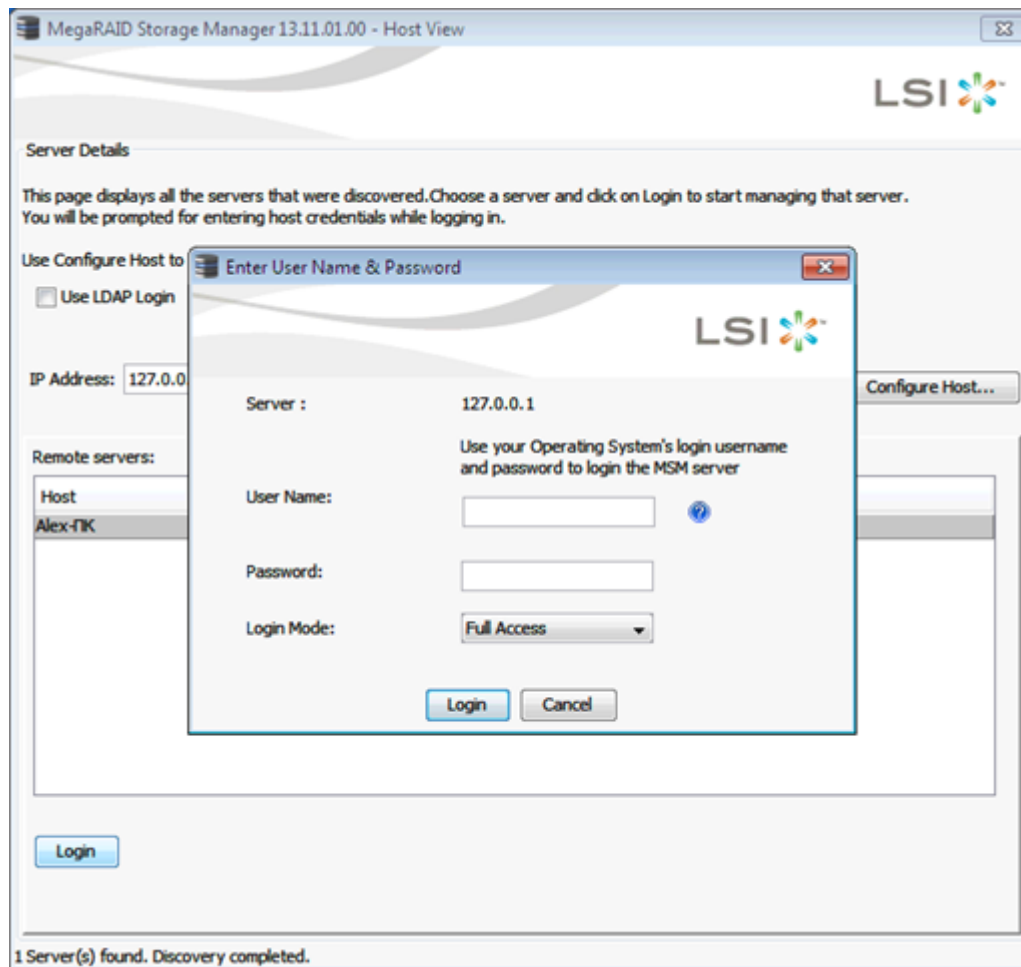 MegaRAID Storage Manager 13.11.01.00 - Host View
LSI
Server Details
This page displays all the servers that were discovered.Choose a server and click on Login to start managing that server.
You will be prompted for entering host credentials while logging in.
Use Configure Host to
Use LDAP Login
IP Address: 127.0.0.
Configure Host...
Remote servers:
Host
Alex-ПК
Enter User Name & Password
LSI
Server : 127.0.0.1
Use your Operating System's login username
and password to login the MSM server
User Name:
Password:
Login Mode: Full Access
Login Cancel
Login
1 Server(s) found. Discovery completed.